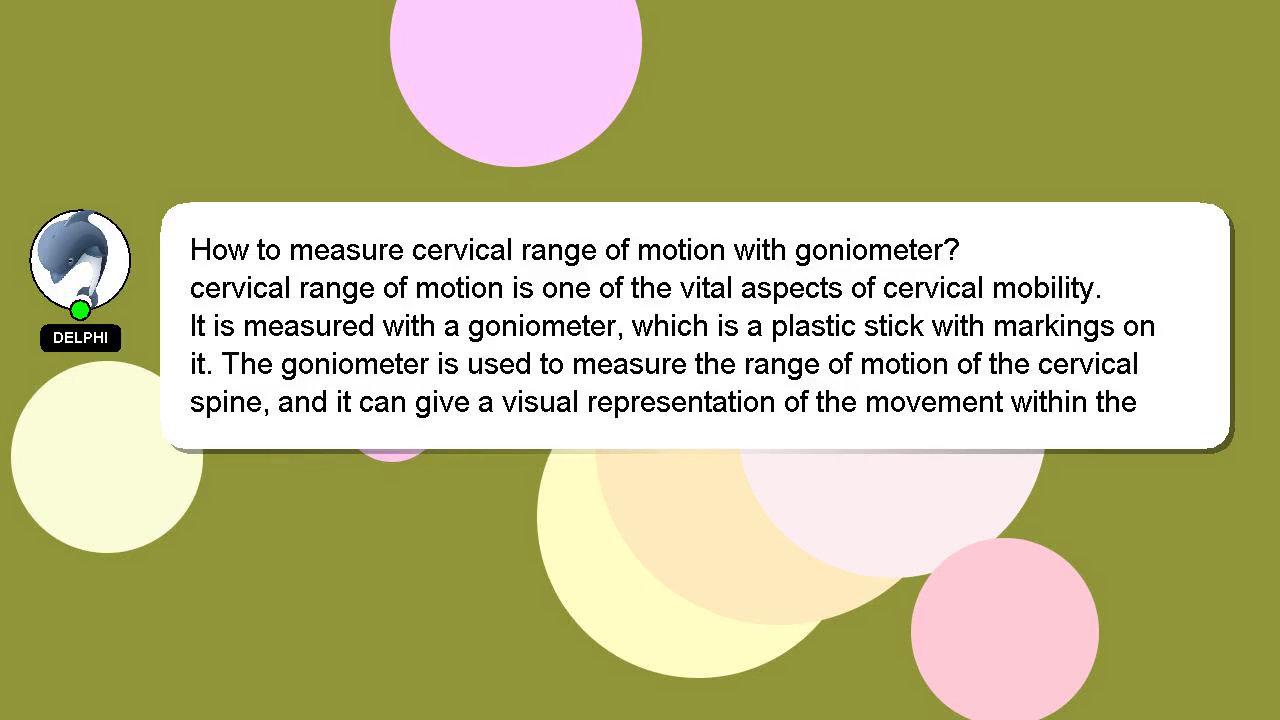 How to measure cervical range of motion with goniometer?
cervical range of motion is one of the vital aspects of cervical mobility.
It is measured with a goniometer, which is a plastic stick with markings on
it. The goniometer is used to measure the range of motion of the cervical
spine, and it can give a visual representation of the movement within the
DELPHI